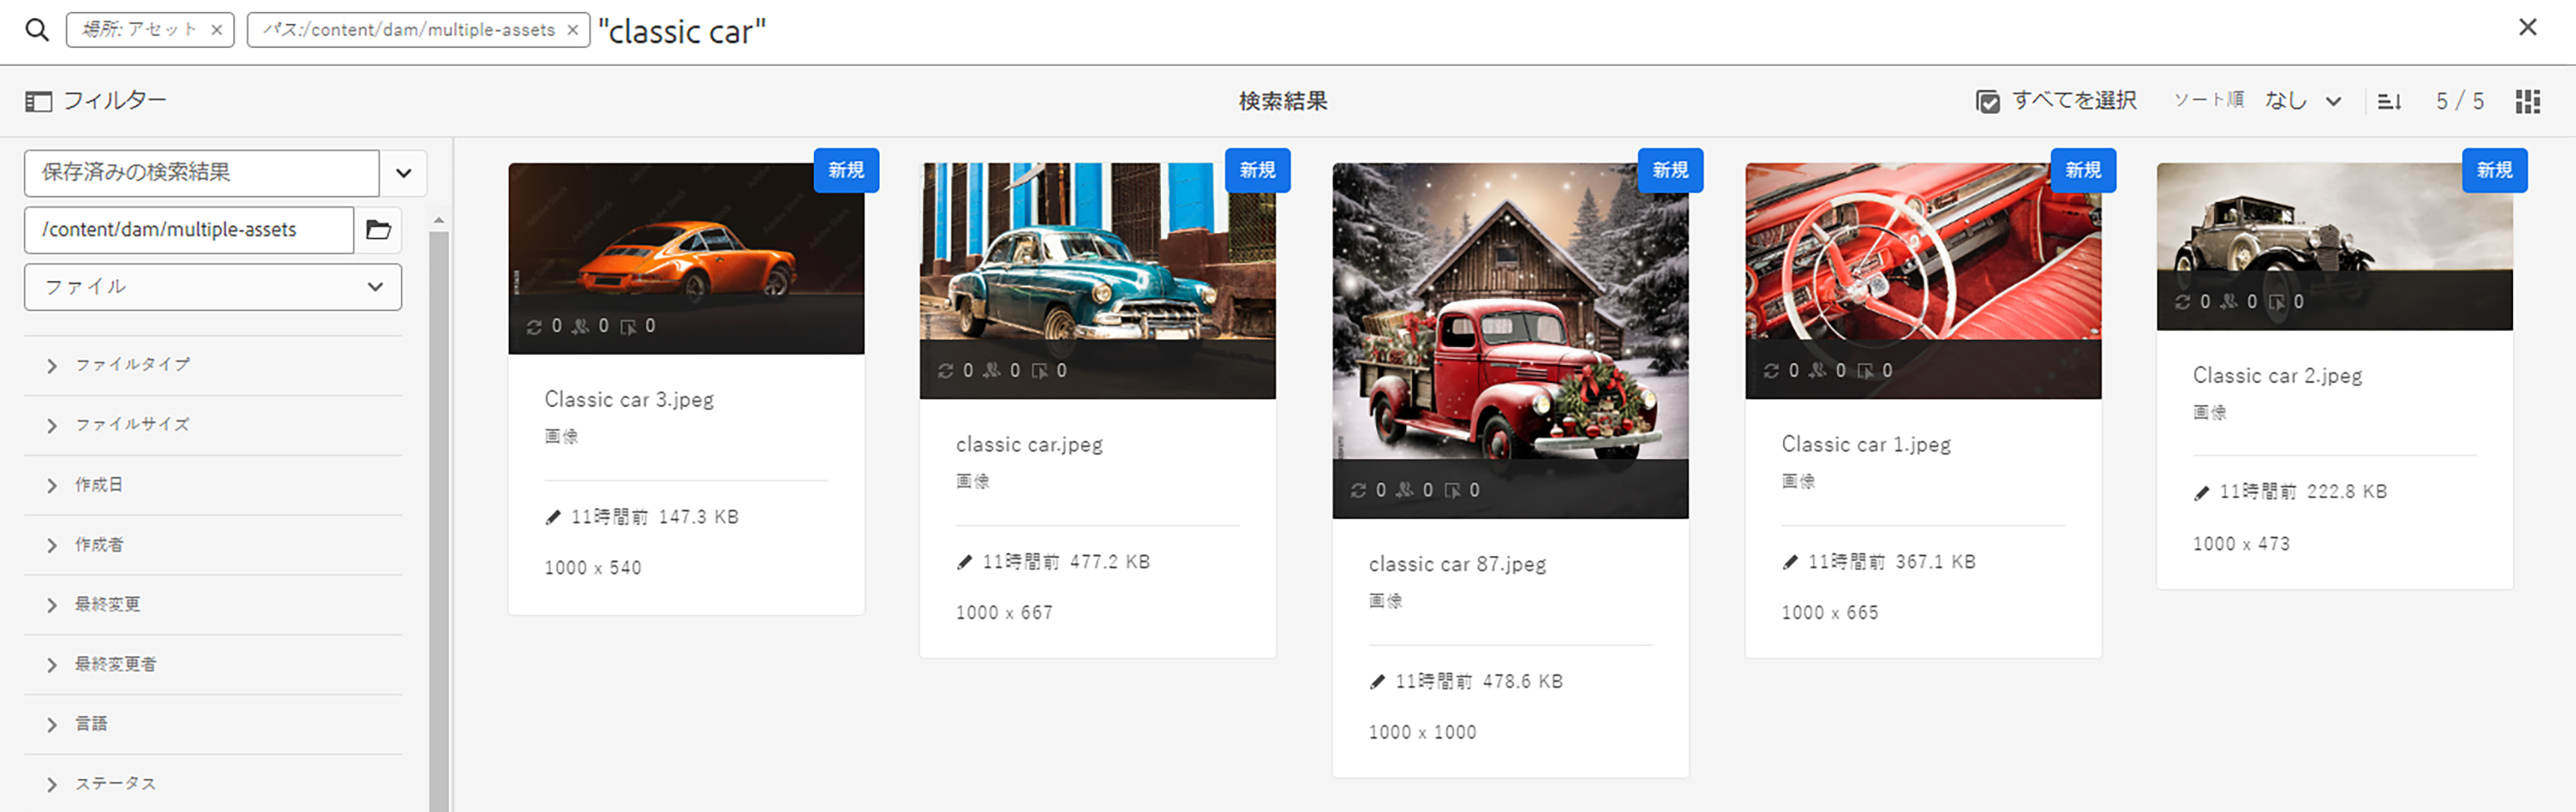 場所: アセット ×  パス:/content/dam/multiple-assets × "classic car"
フィルター
検索結果
すべてを選択 ソート順 なし 5 / 5
保存済みの検索結果
/content/dam/multiple-assets
ファイル
ファイルタイプ
ファイルサイズ
作成日
作成者
最終変更
最終変更者
言語
ステータス
新規
0 0 0
Classic car 3.jpeg
画像
11時間前 147.3 KB
1000 x 540
新規
0 0 0
classic car.jpeg
画像
11時間前 477.2 KB
1000 x 667
新規
0 0 0
classic car 87.jpeg
画像
11時間前 478.6 KB
1000 x 1000
新規
0 0 0
Classic car 1.jpeg
画像
11時間前 367.1 KB
1000 x 665
新規
0 0 0
Classic car 2.jpeg
画像
11時間前 222.8 KB
1000 x 473